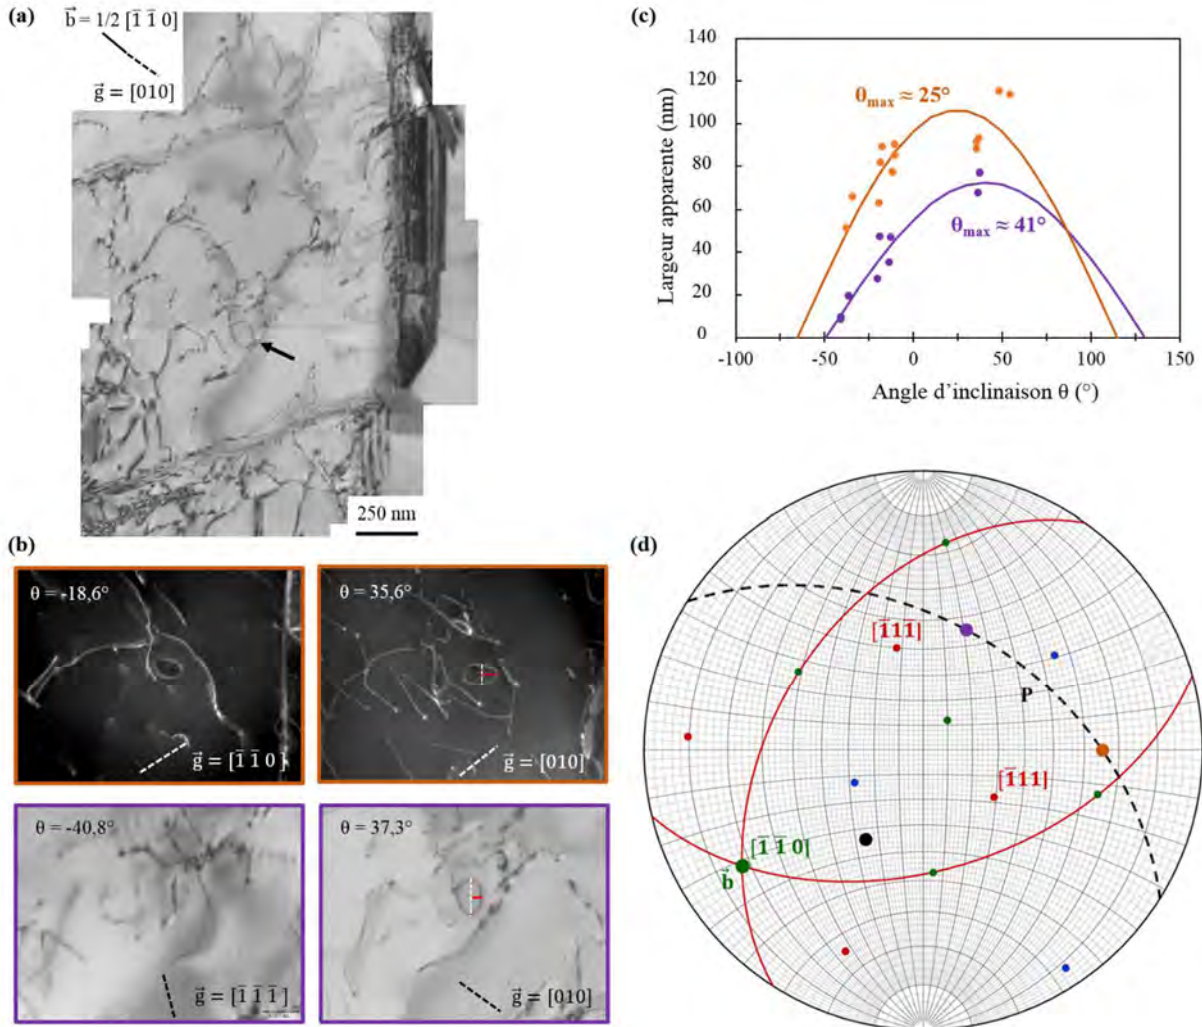 (a)
b⃗ = 1/2 [1̄ 1̄ 0]
g⃗ = [010]
250 nm
(b)
θ = -18,6°
g⃗ = [1̄ 1̄ 0]
θ = 35,6°
g⃗ = [010]
θ = -40,8°
g⃗ = [1̄ 1̄ 1̄]
θ = 37,3°
g⃗ = [010]
(c)
Largeur apparente (nm)
140
120
100
80
60
40
20
0
θmax ≈ 25°
θmax ≈ 41°
-100
-50
0
50
100
150
Angle d'inclinaison θ (°)
(d)
[1̄11̄]
P
[1̄11]
[1̄ 1̄ 0]
b⃗